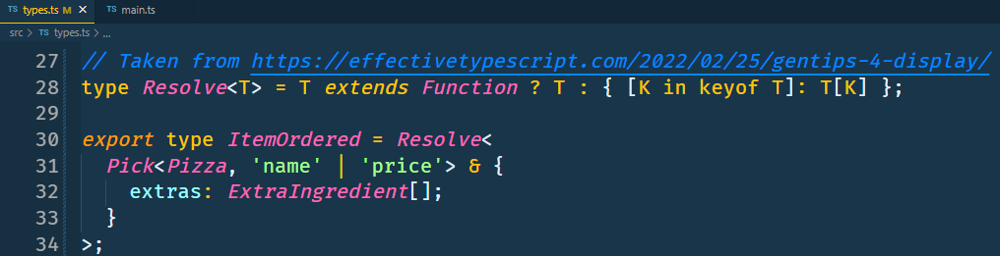 TS types.ts M × TS main.ts
src > TS types.ts > ...
27 // Taken from https://effectivetypescript.com/2022/02/25/gentips-4-display/
28 type Resolve<T> = T extends Function ? T : { [K in keyof T]: T[K] };
29
30 export type ItemOrdered = Resolve<
31   Pick<Pizza, 'name' | 'price'> & {
32     extras: ExtraIngredient[];
33   }
34 >;